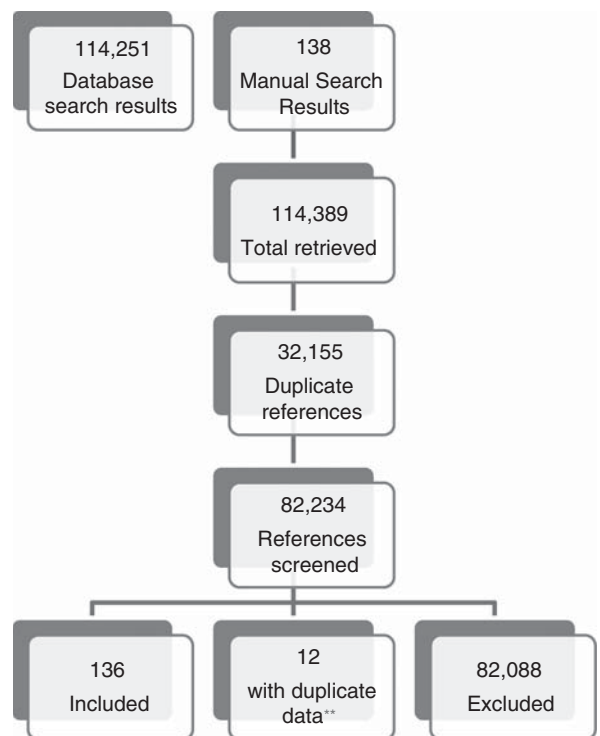 114,251
Database
search results
138
Manual Search
Results
114,389
Total retrieved
32,155
Duplicate
references
82,234
References
screened
136
Included
12
with duplicate
data**
82,088
Excluded